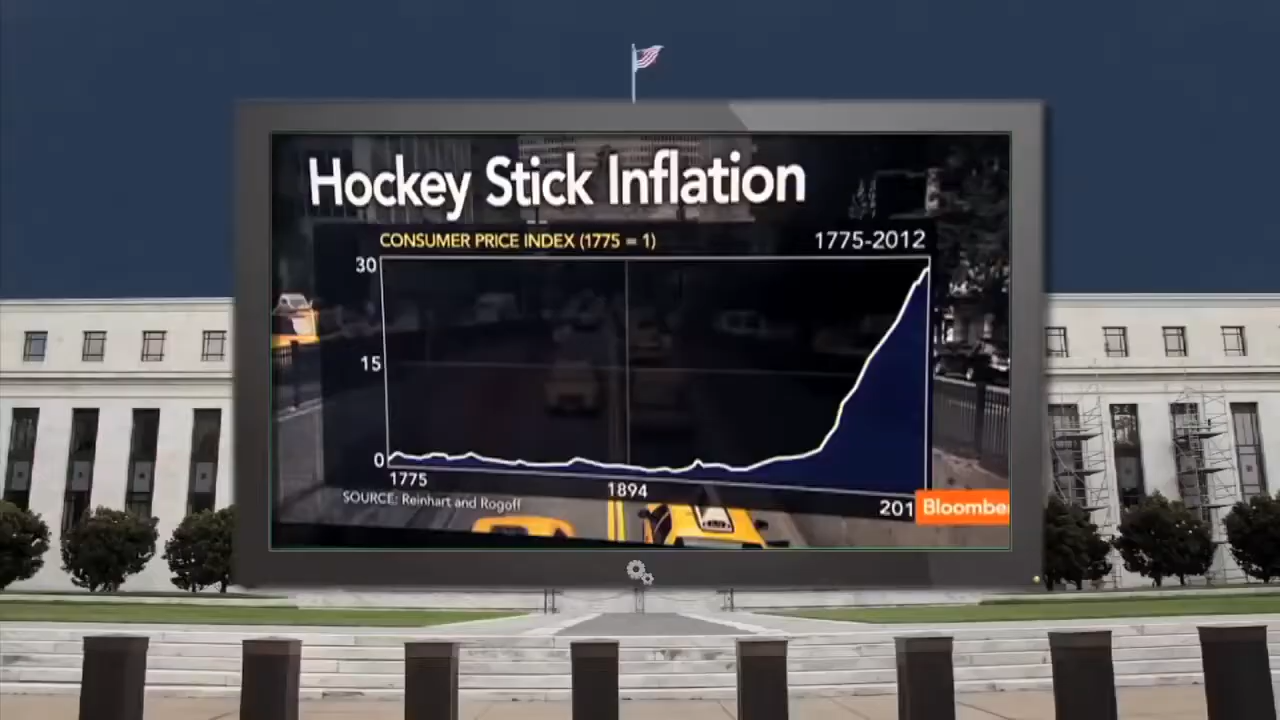 Hockey Stick Inflation
CONSUMER PRICE INDEX (1775 = 1)
1775-2012
30
15
0
1775
1894
201
SOURCE: Reinhart and Rogoff
Bloombe